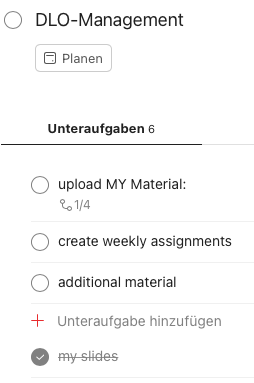 DLO-Management
Planen
Unteraufgaben 6
upload MY Material:
1/4
create weekly assignments
additional material
Unteraufgabe hinzufügen
my slides